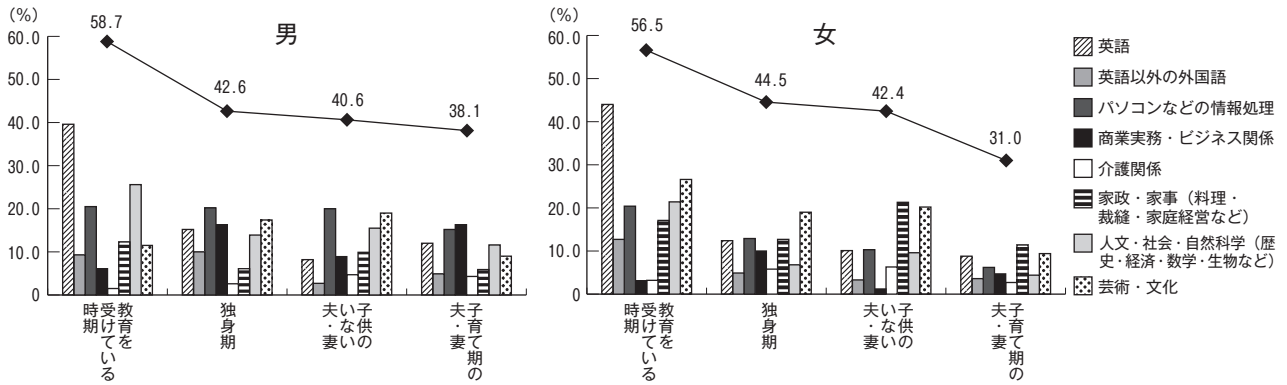 (%)
男
60.0
50.0
40.0
30.0
20.0
10.0
0
58.7
42.6
40.6
38.1
教育を
受けている
時期
独身期
子供の
いない
夫・妻
子育て期の
夫・妻
(%)
女
60.0
50.0
40.0
30.0
20.0
10.0
0
56.5
44.5
42.4
31.0
教育を
受けている
時期
独身期
子供の
いない
夫・妻
子育て期の
夫・妻
英語
英語以外の外国語
パソコンなどの情報処理
商業実務・ビジネス関係
介護関係
家政・家事（料理・
裁縫・家庭経営など）
人文・社会・自然科学（歴
史・経済・数学・生物など）
芸術・文化